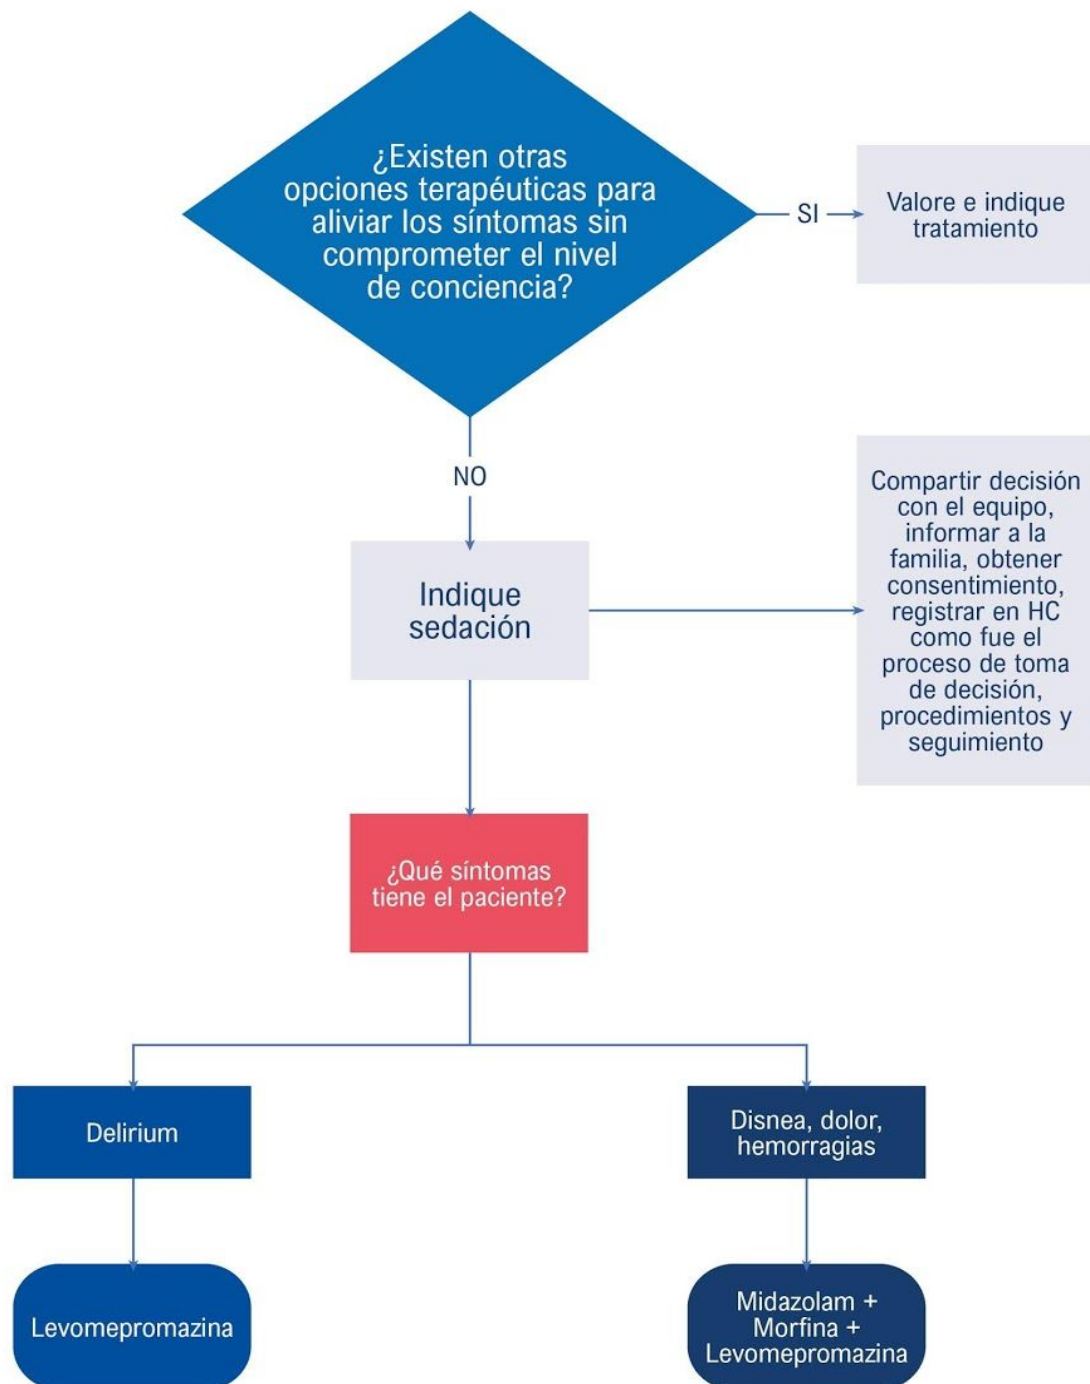 ¿Existen otras
opciones terapéuticas para
aliviar los síntomas sin
comprometer el nivel
de conciencia?
SI
Valore e indique
tratamiento
NO
Indique
sedación
Compartir decisión
con el equipo,
informar a la
familia, obtener
consentimiento,
registrar en HC
como fue el
proceso de toma
de decisión,
procedimientos y
seguimiento
¿Qué síntomas
tiene el paciente?
Delirium
Disnea, dolor,
hemorragias
Levomepromazina
Midazolam +
Morfina +
Levomepromazina